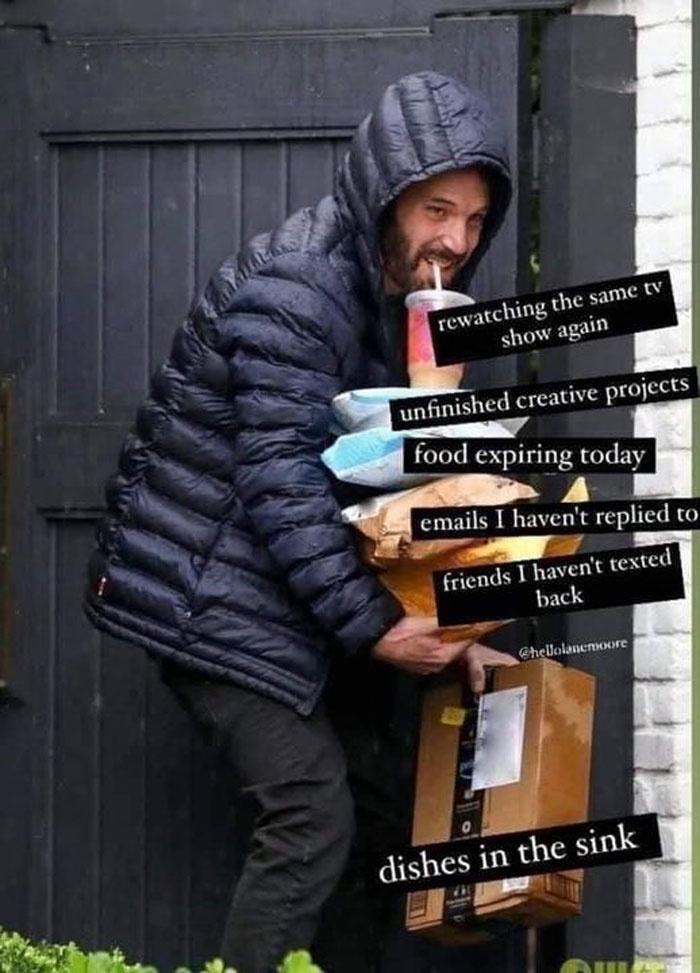 rewatching the same tv
show again
unfinished creative projects
food expiring today
emails I haven't replied to
friends I haven't texted
back
@hellolanemoore
dishes in the sink